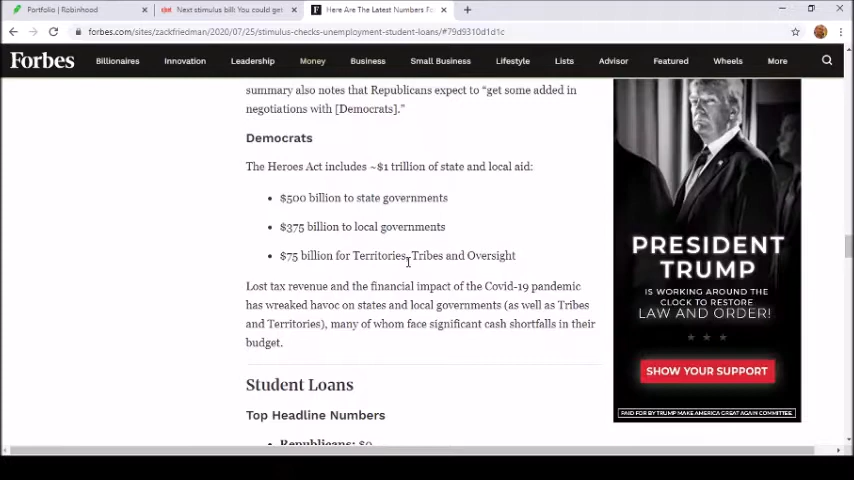 Portfolio | Robinhood
Next stimulus bill: You could get
Here Are The Latest Numbers Fo
forbes.com/sites/zackfriedman/2020/07/25/stimulus-checks-unemployment-student-loans/#79d9310d1d1c
Forbes Billionaires Innovation Leadership Money Business Small Business Lifestyle Lists Advisor Featured Wheels More
summary also notes that Republicans expect to “get some added in
negotiations with [Democrats].”
Democrats
The Heroes Act includes ~$1 trillion of state and local aid:
• $500 billion to state governments
• $375 billion to local governments
• $75 billion for Territories, Tribes and Oversight
Lost tax revenue and the financial impact of the Covid-19 pandemic
has wreaked havoc on states and local governments (as well as Tribes
and Territories), many of whom face significant cash shortfalls in their
budget.
Student Loans
Top Headline Numbers
• Republicans: $0
PRESIDENT
TRUMP
IS WORKING AROUND THE
CLOCK TO RESTORE
LAW AND ORDER!
SHOW YOUR SUPPORT
PAID FOR BY TRUMP MAKE AMERICA GREAT AGAIN COMMITTEE